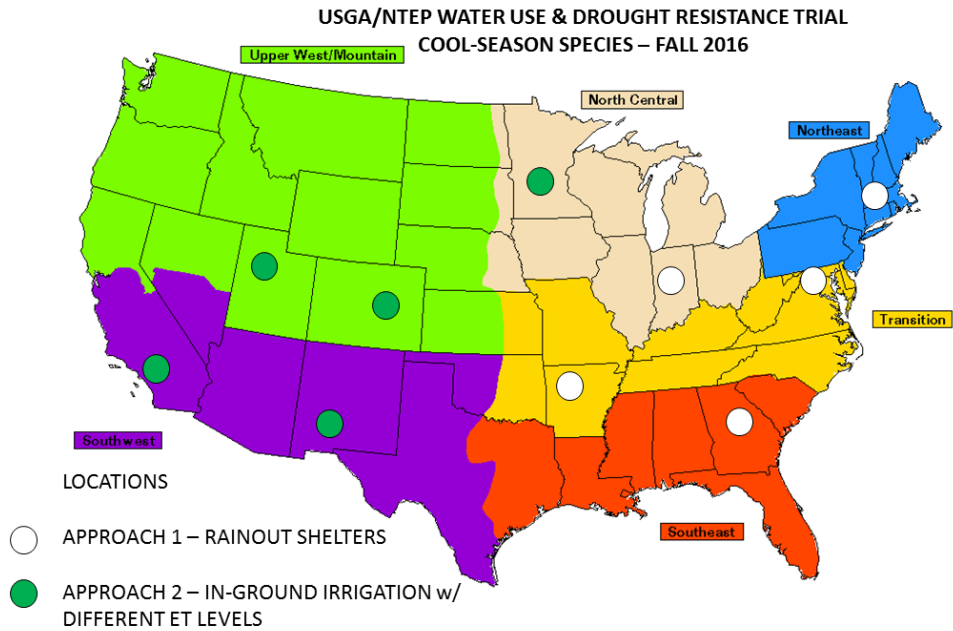 USGA/NTEP WATER USE & DROUGHT RESISTANCE TRIAL
COOL-SEASON SPECIES – FALL 2016
Upper West/Mountain
North Central
Northeast
Transition
Southwest
Southeast
LOCATIONS
APPROACH 1 – RAINOUT SHELTERS
APPROACH 2 – IN-GROUND IRRIGATION w/
DIFFERENT ET LEVELS